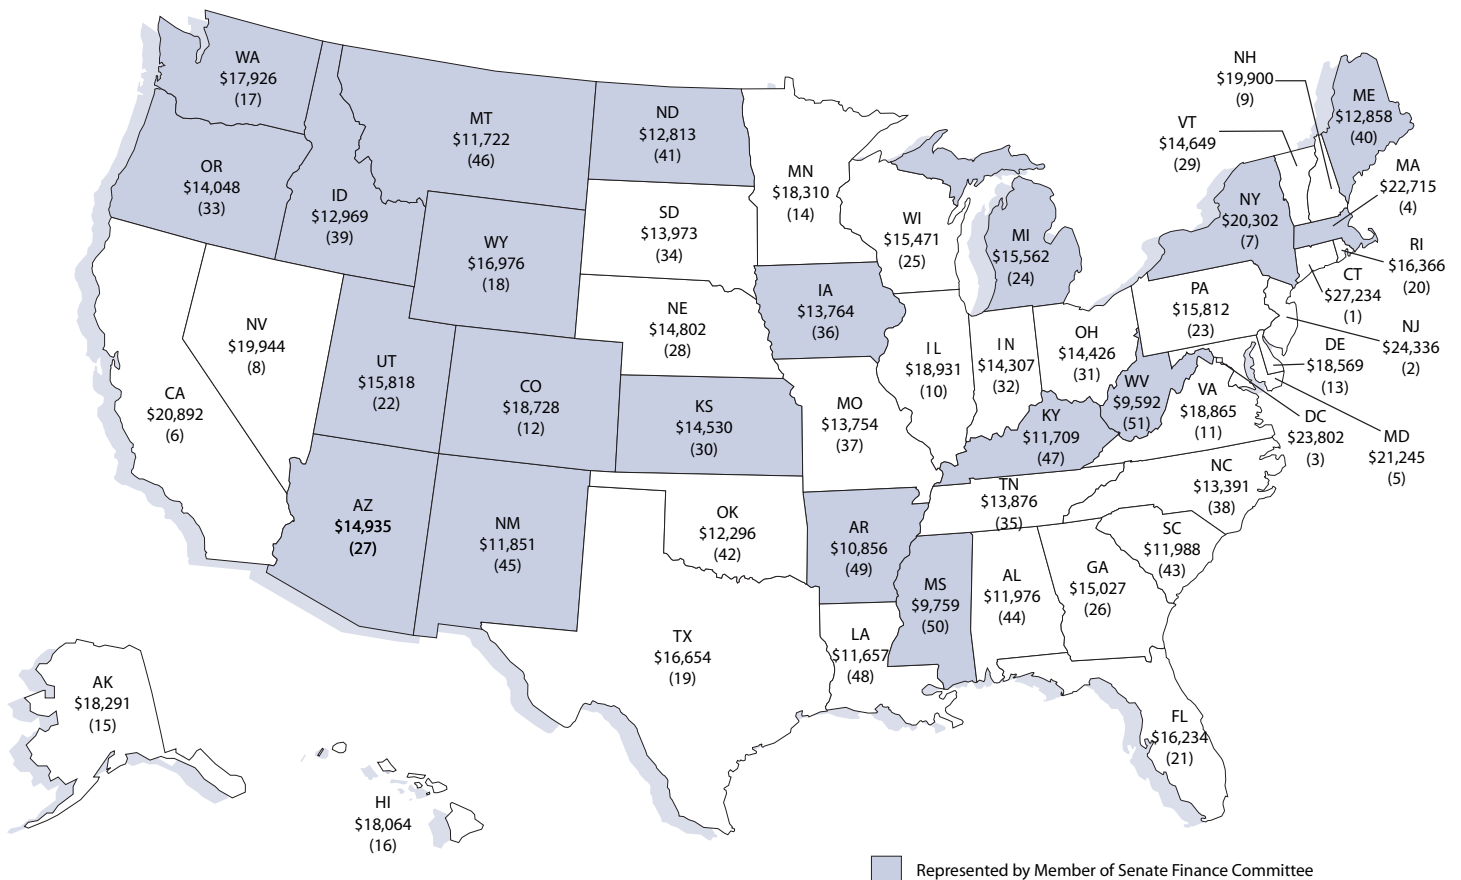 WA
$17,926
(17)
OR
$14,048
(33)
ID
$12,969
(39)
MT
$11,722
(46)
ND
$12,813
(41)
MN
$18,310
(14)
WI
$15,471
(25)
MI
$15,562
(24)
NH
$19,900
(9)
VT
$14,649
(29)
ME
$12,858
(40)
MA
$22,715
(4)
NY
$20,302
(7)
RI
$16,366
(20)
CT
$27,234
(1)
NJ
$24,336
(2)
PA
$15,812
(23)
DE
$18,569
(13)
DC
$23,802
(3)
MD
$21,245
(5)
WY
$16,976
(18)
SD
$13,973
(34)
IA
$13,764
(36)
NE
$14,802
(28)
NV
$19,944
(8)
CA
$20,892
(6)
UT
$15,818
(22)
CO
$18,728
(12)
KS
$14,530
(30)
MO
$13,754
(37)
IL
$18,931
(10)
IN
$14,307
(32)
OH
$14,426
(31)
WV
$9,592
(51)
VA
$18,865
(11)
KY
$11,709
(47)
NC
$13,391
(38)
TN
$13,876
(35)
SC
$11,988
(43)
AZ
$14,935
(27)
NM
$11,851
(45)
OK
$12,296
(42)
AR
$10,856
(49)
MS
$9,759
(50)
AL
$11,976
(44)
GA
$15,027
(26)
TX
$16,654
(19)
LA
$11,657
(48)
FL
$16,234
(21)
AK
$18,291
(15)
HI
$18,064
(16)
Represented by Member of Senate Finance Committee